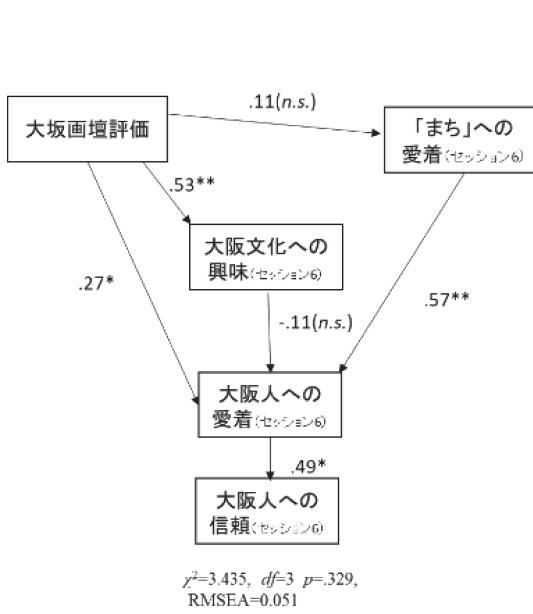 .11(n.s.)
大坂画壇評価
「まち」への
愛着(セッション6)
.53**
大阪文化への
興味(セッション6)
.27*
.57**
-.11(n.s.)
大阪人への
愛着(セッション6)
.49*
大阪人への
信頼(セッション6)
χ²=3.435, df=3 p=.329,
RMSEA=0.051